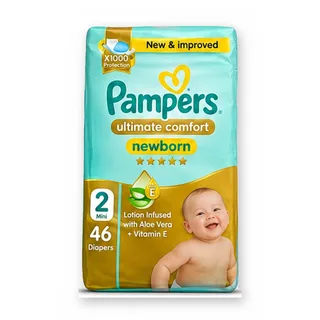 New & improved
X1000
Protection
Pampers
ultimate comfort
newborn
E
2
Mini
46
Diapers
Lotion Infused
with Aloe Vera
+ Vitamin E